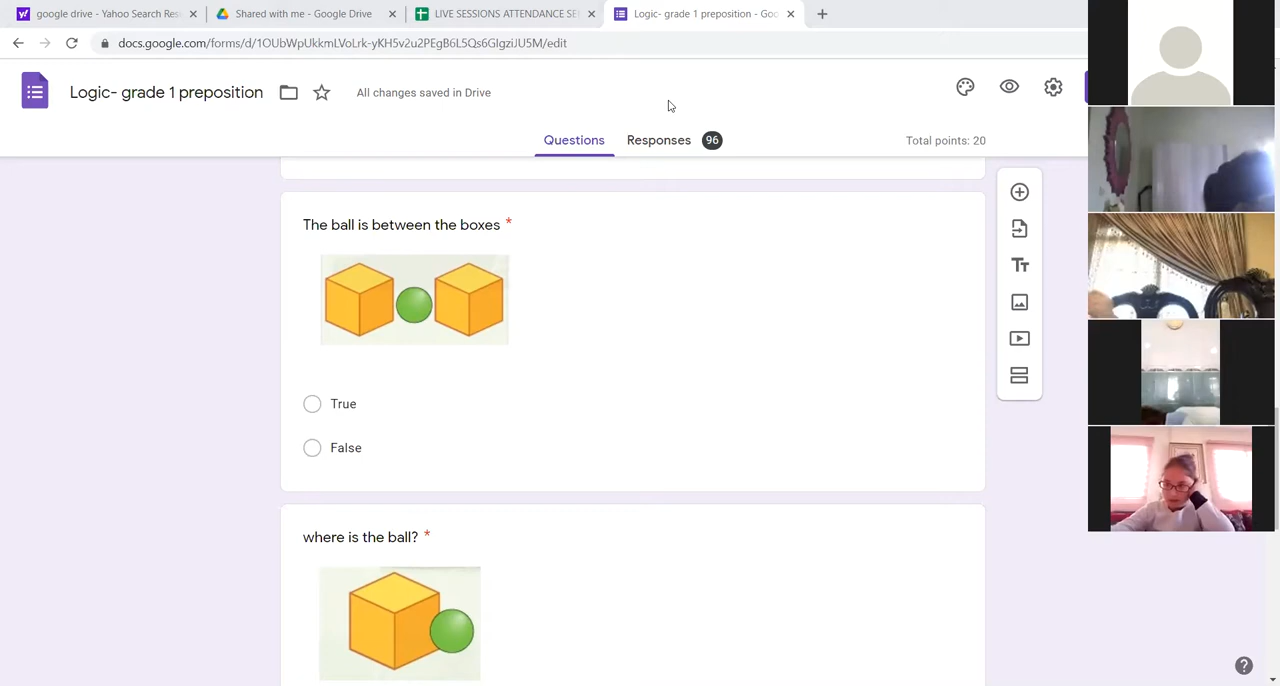 google drive - Yahoo Search Res
Shared with me - Google Drive
LIVE SESSIONS ATTENDANCE SE
Logic- grade 1 preposition - Goo
docs.google.com/forms/d/1OUbWpUkkmLVoLrk-yKH5v2u2PEgB6L5Qs6GIgziJU5M/edit
Logic- grade 1 preposition
All changes saved in Drive
Questions
Responses 96
Total points: 20
The ball is between the boxes *
True
False
where is the ball? *